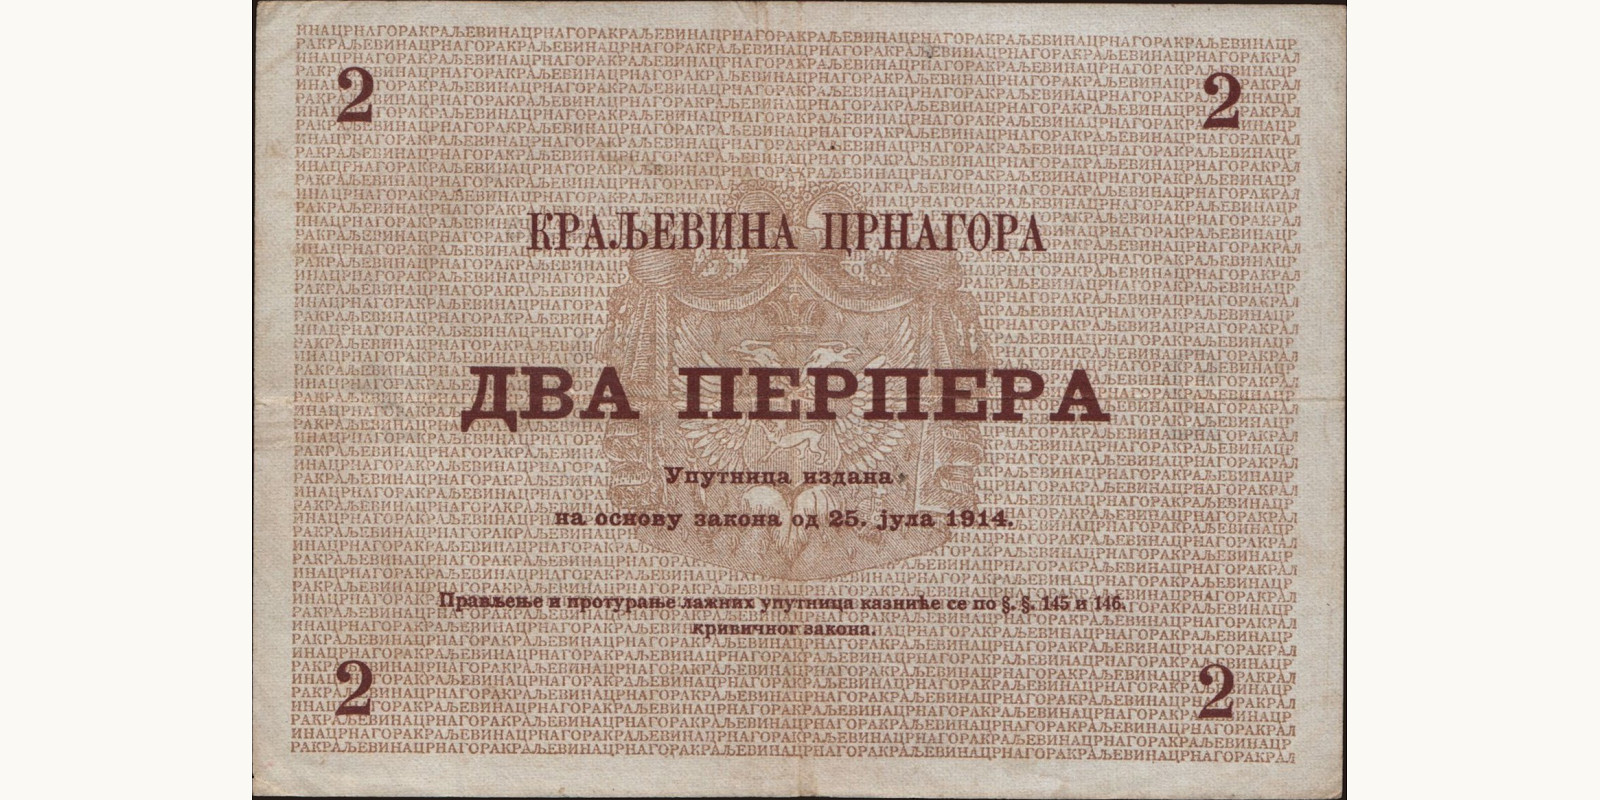 2 2
КРАЉЕВИНА ЦРНАГОРА
ДВА ПЕРПЕРА
Упутница издана
на основу закона од 25. јула 1914.
Прављење и протурање лажних упутница казниће се по §. §. 145 и 146.
кривичног закона.
2 2